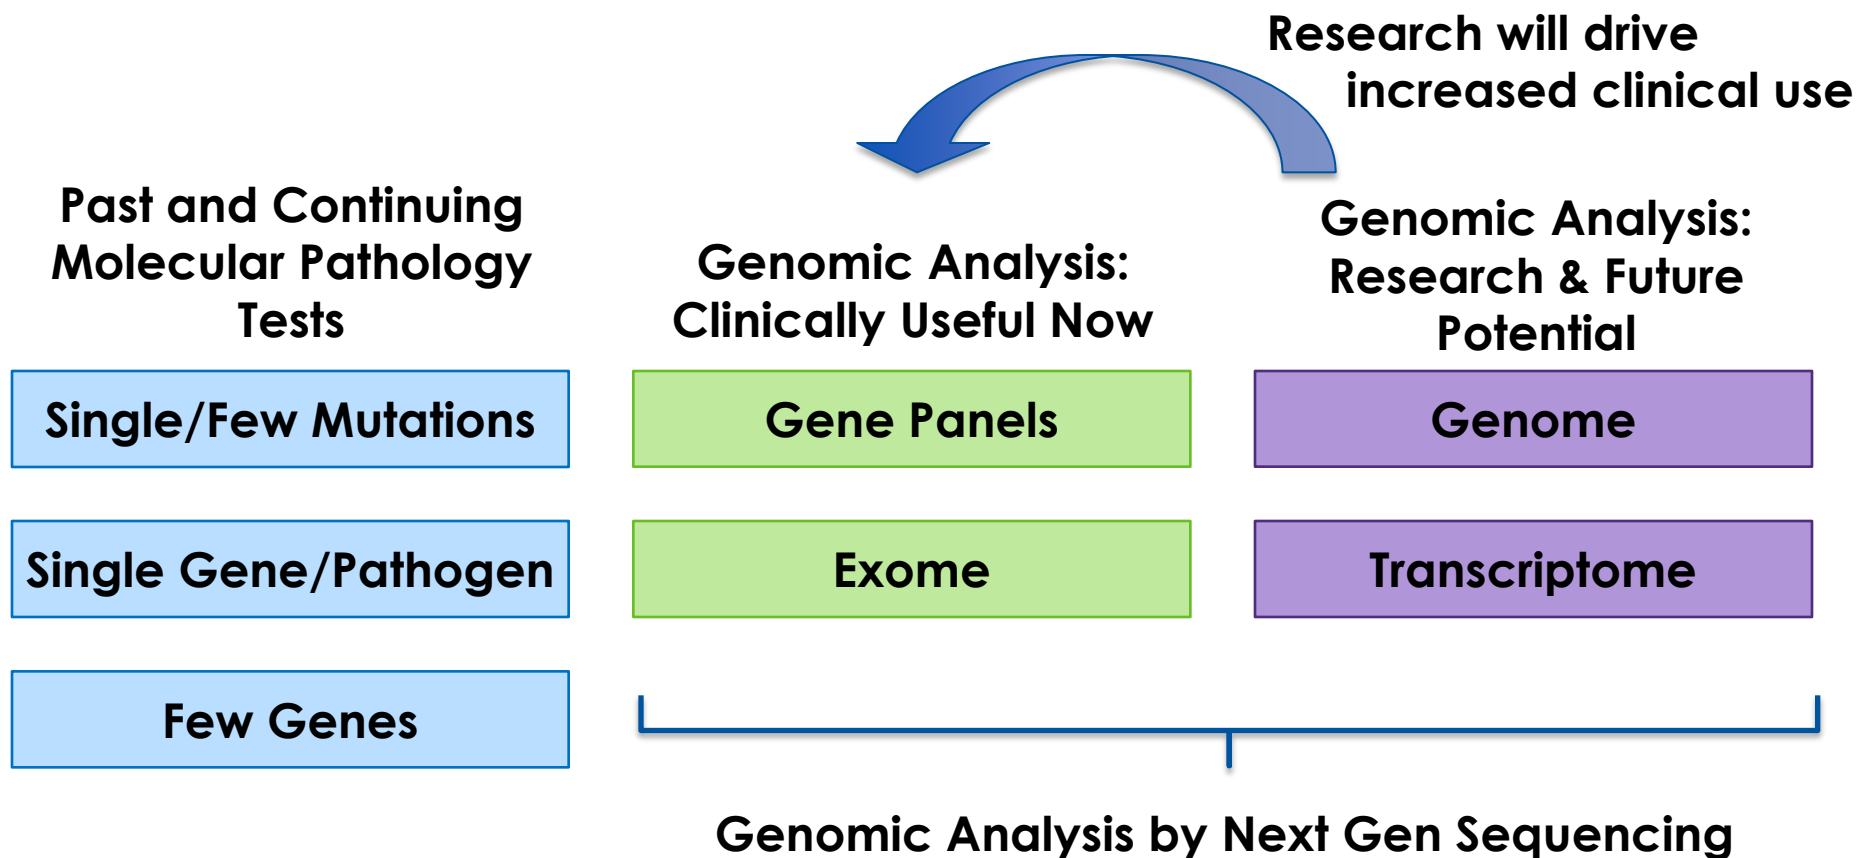 Research will drive
increased clinical use
Past and Continuing
Molecular Pathology
Tests
Genomic Analysis:
Clinically Useful Now
Genomic Analysis:
Research & Future
Potential
Single/Few Mutations
Gene Panels
Genome
Single Gene/Pathogen
Exome
Transcriptome
Few Genes
Genomic Analysis by Next Gen Sequencing